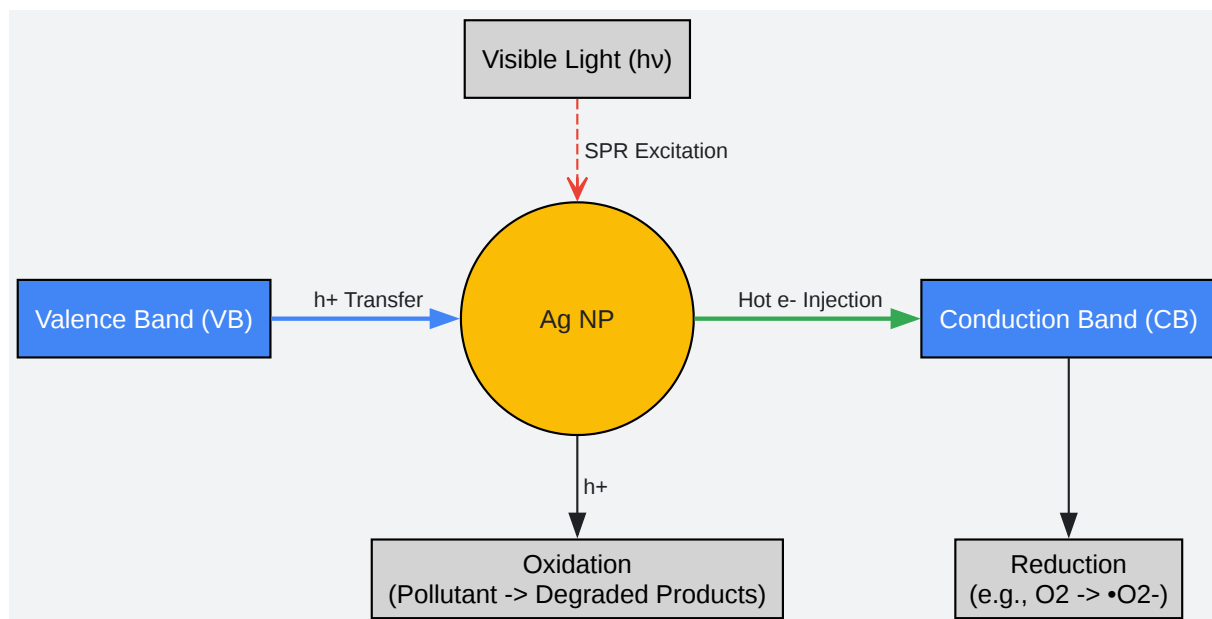 Visible Light (hν)
SPR Excitation
h+ Transfer
Hot e- Injection
Valence Band (VB)
Ag NP
Conduction Band (CB)
h+
Oxidation
(Pollutant -> Degraded Products)
Reduction
(e.g., O2 -> •O2-)